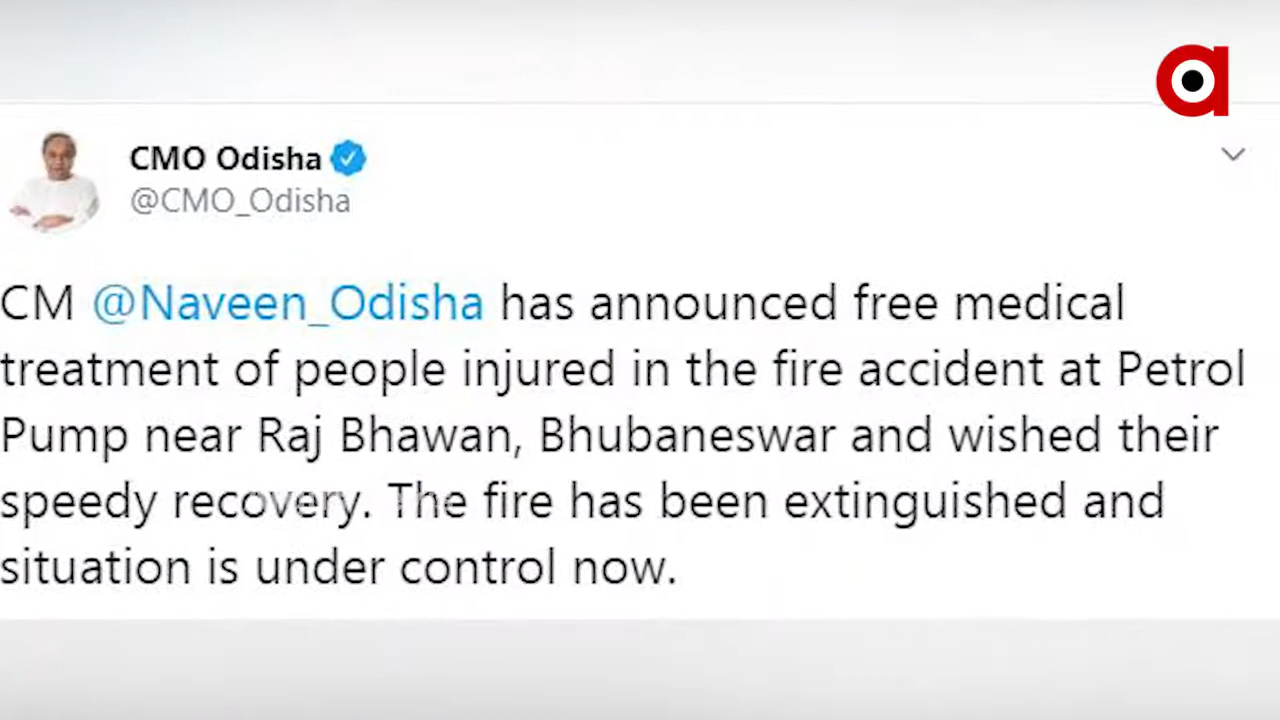 CMO Odisha
@CMO_Odisha
CM @Naveen_Odisha has announced free medical
treatment of people injured in the fire accident at Petrol
Pump near Raj Bhawan, Bhubaneswar and wished their
speedy recovery. The fire has been extinguished and
situation is under control now.